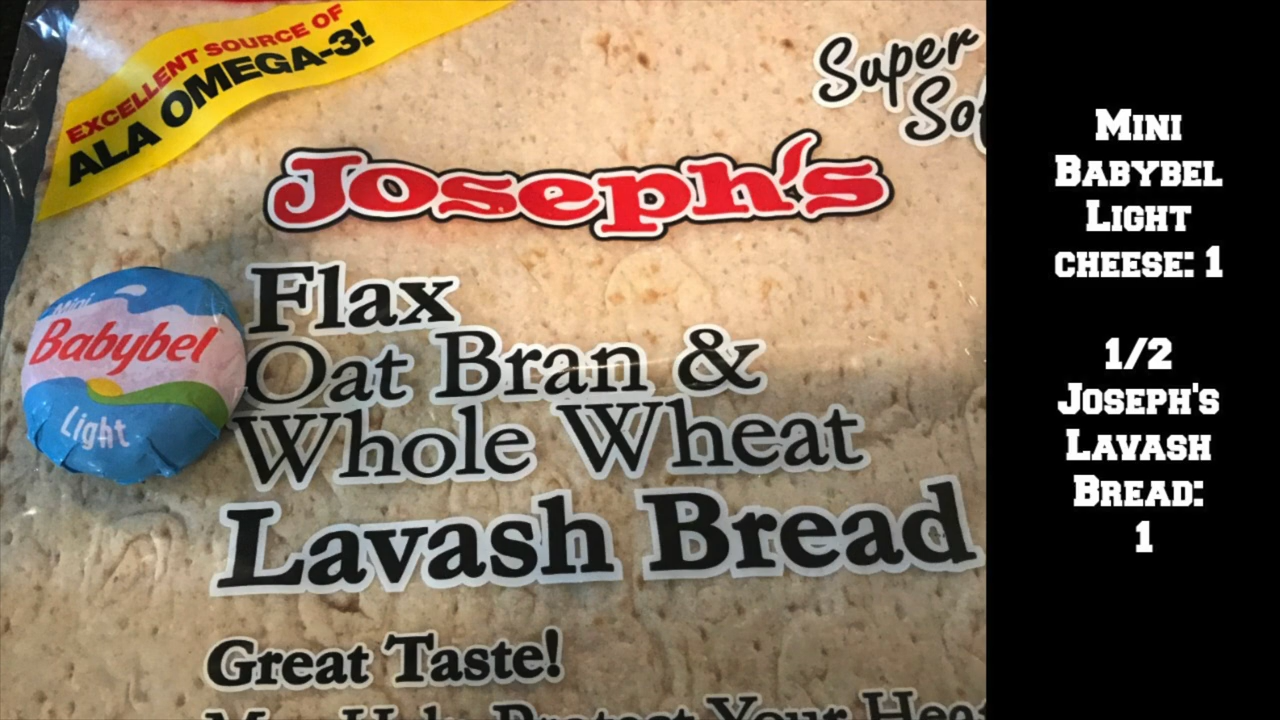 EXCELLENT SOURCE OF
ALA OMEGA-3!
Super
Joseph's
Mini
Babybel
Light
Flax
Oat Bran &
Whole Wheat
Lavash Bread
Great Taste!
Your
MINI
BABYBEL
LIGHT
CHEESE: 1
1/2
JOSEPH'S
LAVASH
BREAD:
1